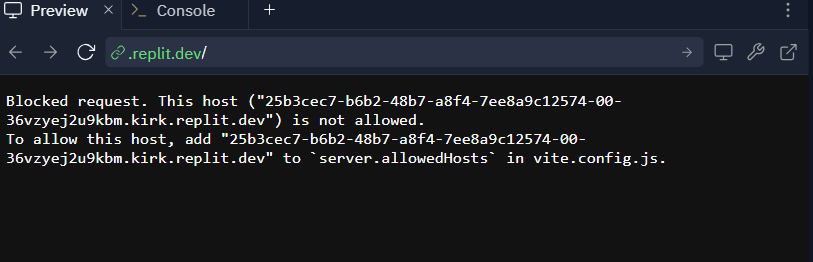 Preview
Console
.replit.dev/
Blocked request. This host ("25b3cec7-b6b2-48b7-a8f4-7ee8a9c12574-00-
36vzyej2u9kbm.kirk.replit.dev") is not allowed.
To allow this host, add "25b3cec7-b6b2-48b7-a8f4-7ee8a9c12574-00-
36vzyej2u9kbm.kirk.replit.dev" to `server.allowedHosts` in vite.config.js.